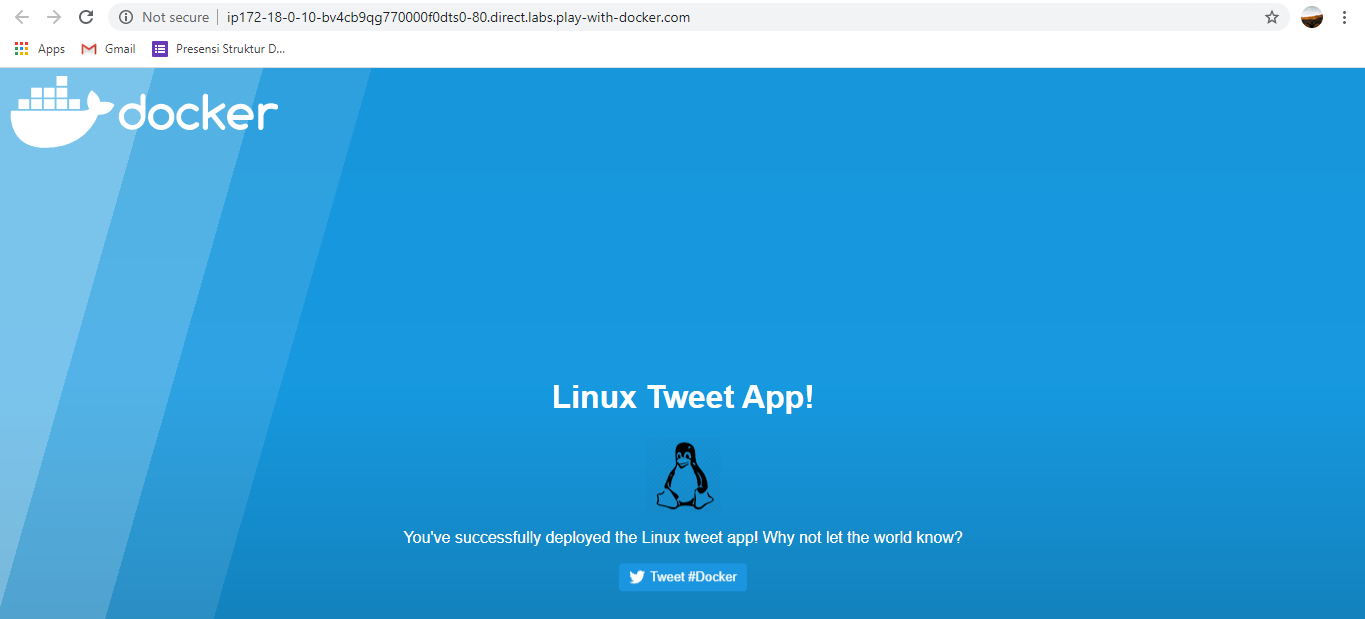 Not secure | ip172-18-0-10-bv4cb9qg770000f0dts0-80.direct.labs.play-with-docker.com
Apps Gmail Presensi Struktur D...
docker
Linux Tweet App!
You've successfully deployed the Linux tweet app! Why not let the world know?
Tweet #Docker